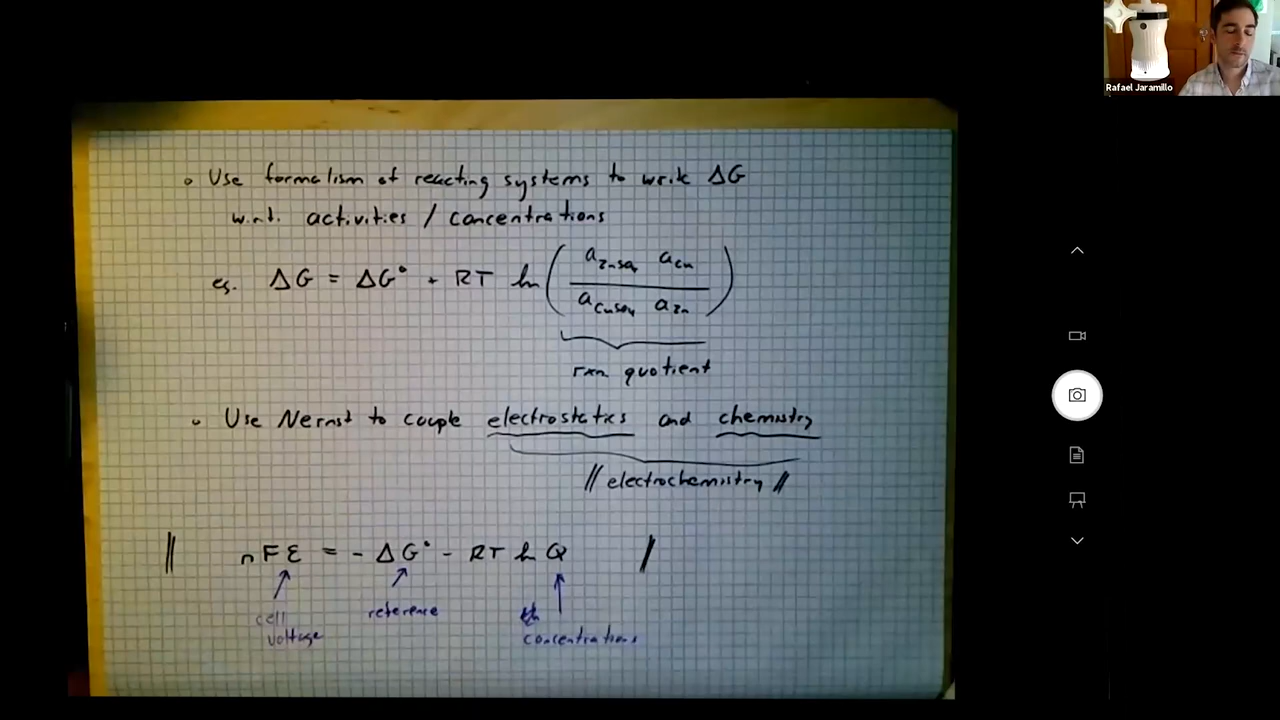 Rafael Jaramillo
• Use formalism of reacting systems to write ΔG
w.r.t. activities / concentrations
eg. ΔG = ΔG° + RT ln ( a_ZnSO4 a_Cu / a_CuSO4 a_Zn )
rxn quotient
• Use Nernst to couple electrostatics and chemistry
// electrochemistry //
|| nFE = - ΔG° - RT ln Q ||
cell voltage
reference
concentrations